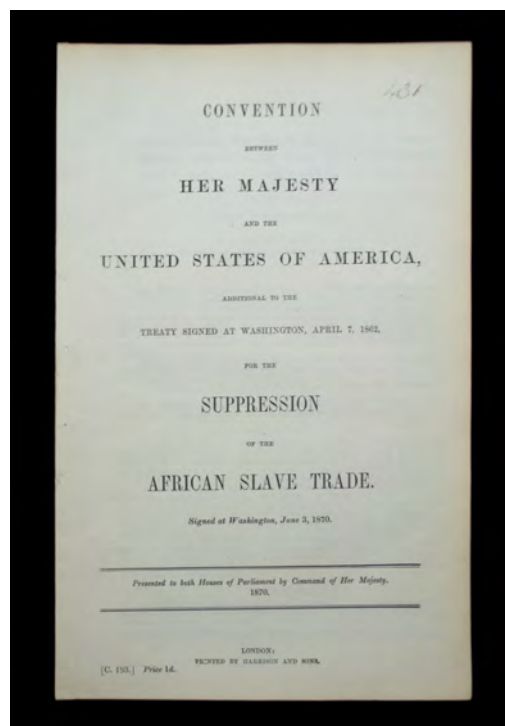 431
CONVENTION
BETWEEN
HER MAJESTY
AND THE
UNITED STATES OF AMERICA,
ADDITIONAL TO THE
TREATY SIGNED AT WASHINGTON, APRIL 7, 1862,
FOR THE
SUPPRESSION
OF THE
AFRICAN SLAVE TRADE.
Signed at Washington, June 3, 1870.
Presented to both Houses of Parliament by Command of Her Majesty.
1870.
LONDON:
PRINTED BY HARRISON AND SONS.
[C. 193.] Price 1d.